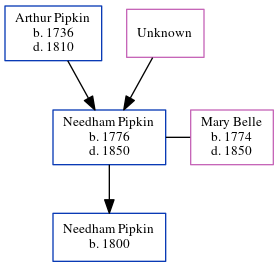 Arthur Pipkin
b. 1736
d. 1810
Unknown
Needham Pipkin
b. 1776
d. 1850
Mary Belle
b. 1774
d. 1850
Needham Pipkin
b. 1800